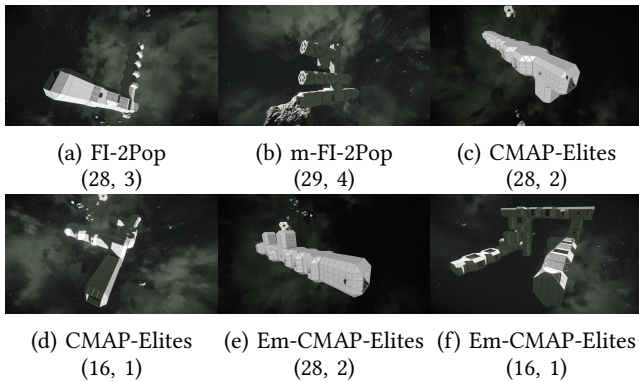 (a) FI-2Pop
(28, 3)
(b) m-FI-2Pop
(29, 4)
(c) CMAP-Elites
(28, 2)
(d) CMAP-Elites
(16, 1)
(e) Em-CMAP-Elites
(28, 2)
(f) Em-CMAP-Elites
(16, 1)